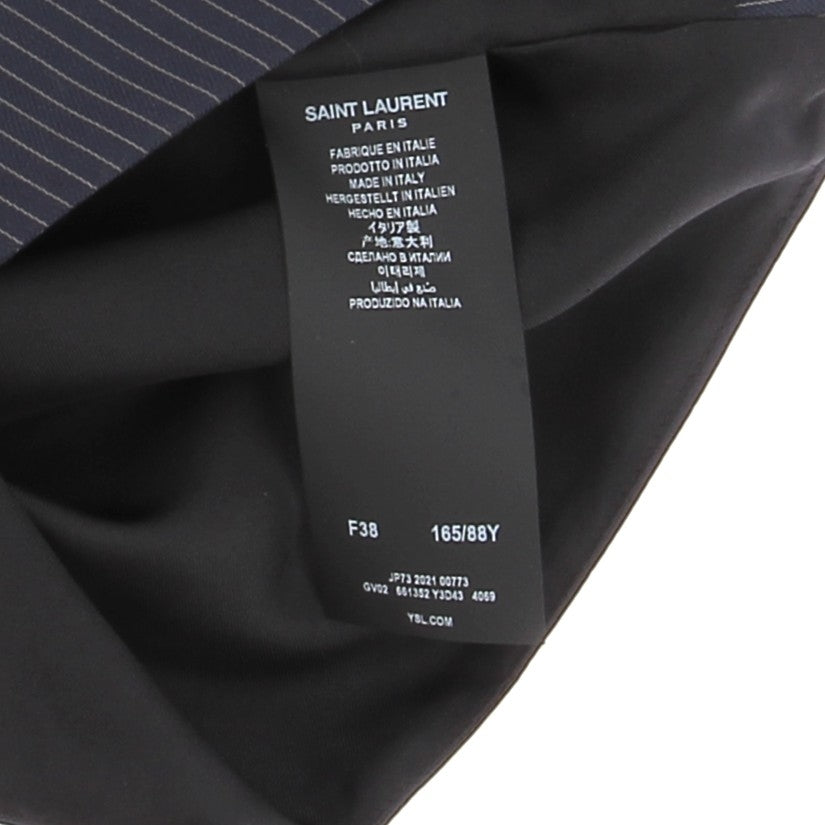 SAINT LAURENT
PARIS
FABRIQUE EN ITALIE
PRODOTTO IN ITALIA
MADE IN ITALY
HERGESTELLT IN ITALIEN
HECHO EN ITALIA
イタリア製
产地:意大利
СДЕЛАНО В ИТАЛИИ
이태리제
صنع في إيطاليا
PRODUZIDO NA ITALIA
F38 165/88Y
JP73 2021 00773
GV02 661352 Y3D43 4069
YSL.COM